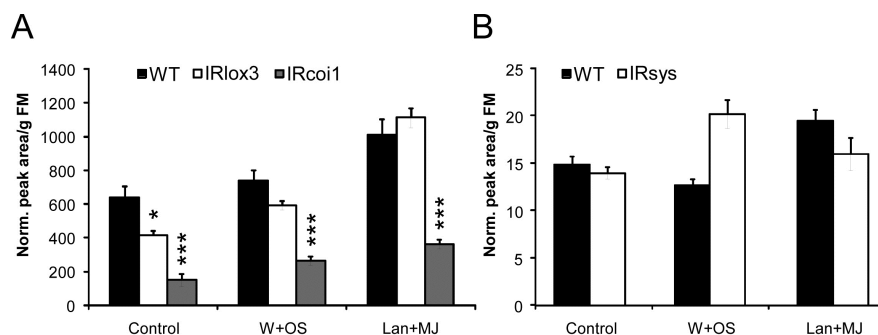 A
Norm. peak area/g FM
1400
1200
1000
800
600
400
200
0
WT IRlox3 IRcoi1
*
***
***
***
Control W+OS Lan+MJ
B
Norm. peak area/g FM
25
20
15
10
5
0
WT IRsys
Control W+OS Lan+MJ